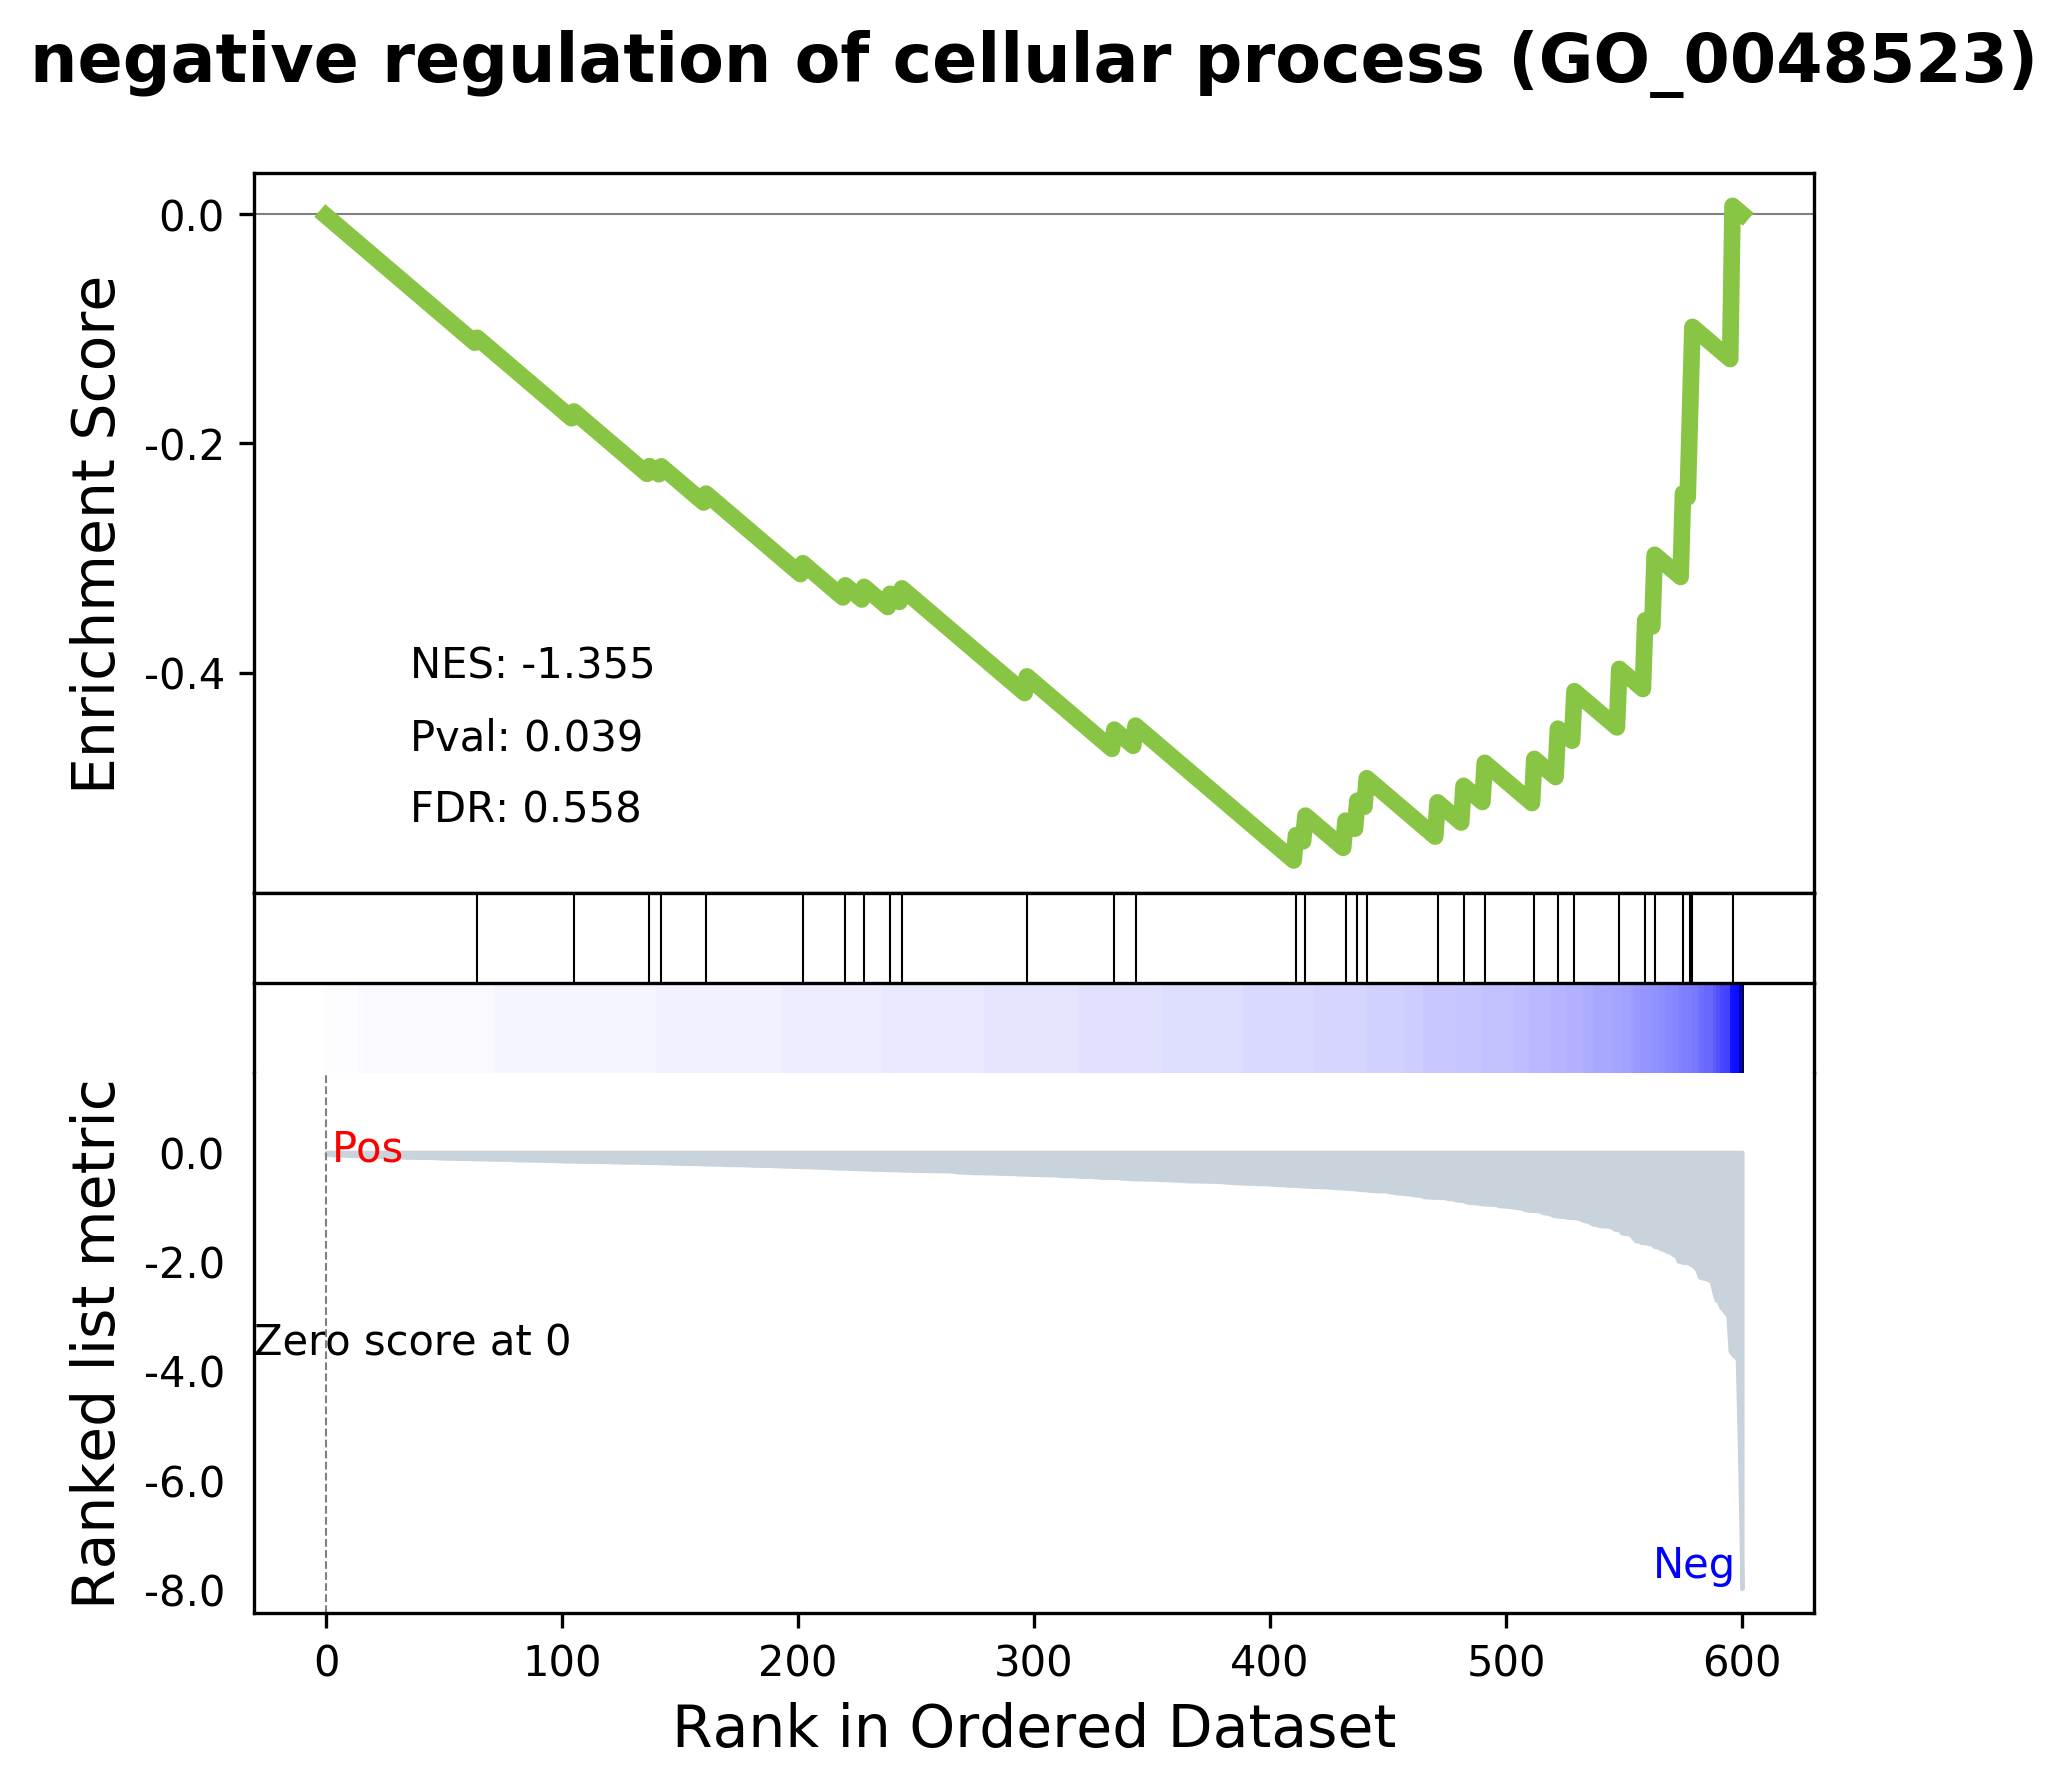 negative regulation of cellular process (GO_0048523)
Enrichment Score
0.0
-0.2
-0.4
NES: -1.355
Pval: 0.039
FDR: 0.558
Ranked list metric
0.0
-2.0
-4.0
-6.0
-8.0
Pos
Zero score at 0
Neg
0 100 200 300 400 500 600
Rank in Ordered Dataset